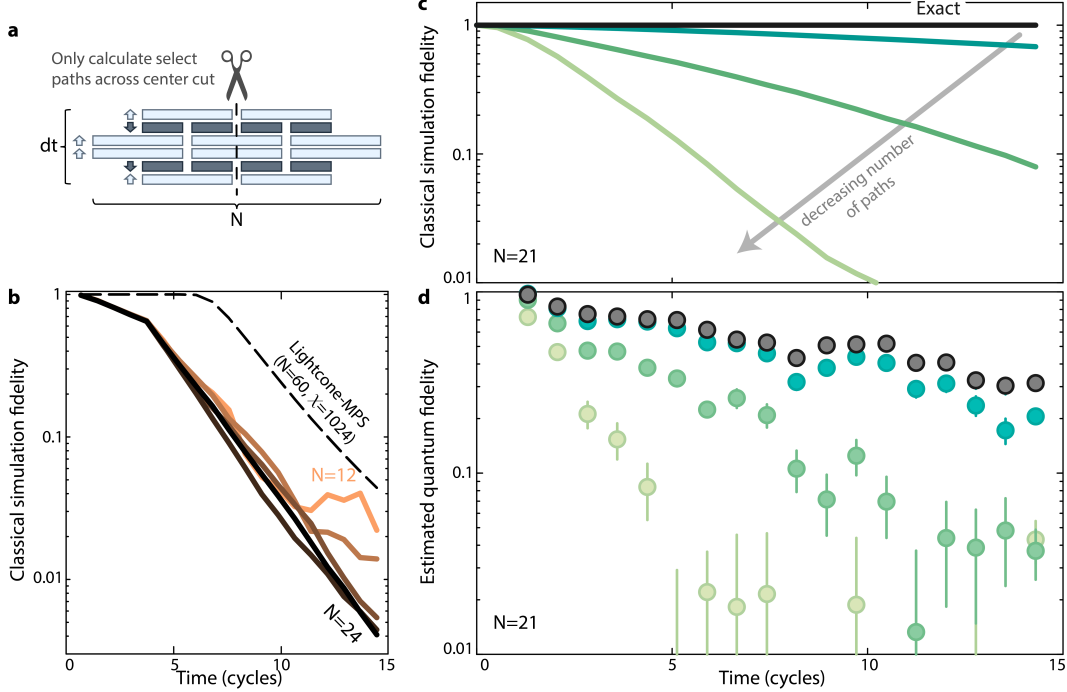 a
Only calculate select
paths across center cut
dt
N
b
Classical simulation fidelity
1
0.1
0.01
Lightcone-MPS
(N=60, χ=1024)
N=12
N=24
0
5
10
15
Time (cycles)
c
Classical simulation fidelity
1
0.1
0.01
Exact
decreasing number
of paths
N=21
d
Estimated quantum fidelity
1
0.1
0.01
N=21
0
5
10
15
Time (cycles)